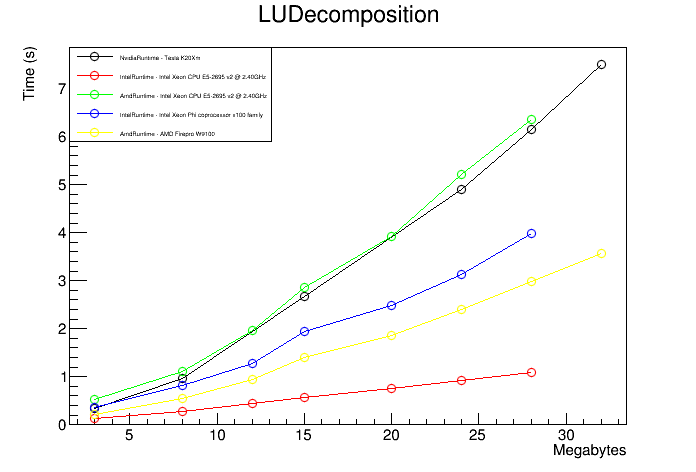 LUDecomposition
Time (s)
NvidiaRuntime - Tesla K20Xm
IntelRuntime - Intel Xeon CPU E5-2695 v2 @ 2.40GHz
AmdRuntime - Intel Xeon CPU E5-2695 v2 @ 2.40GHz
IntelRuntime - Intel Xeon Phi coprocessor x100 family
AmdRuntime - AMD Firepro W9100
7
6
5
4
3
2
1
0
5 10 15 20 25 30
Megabytes